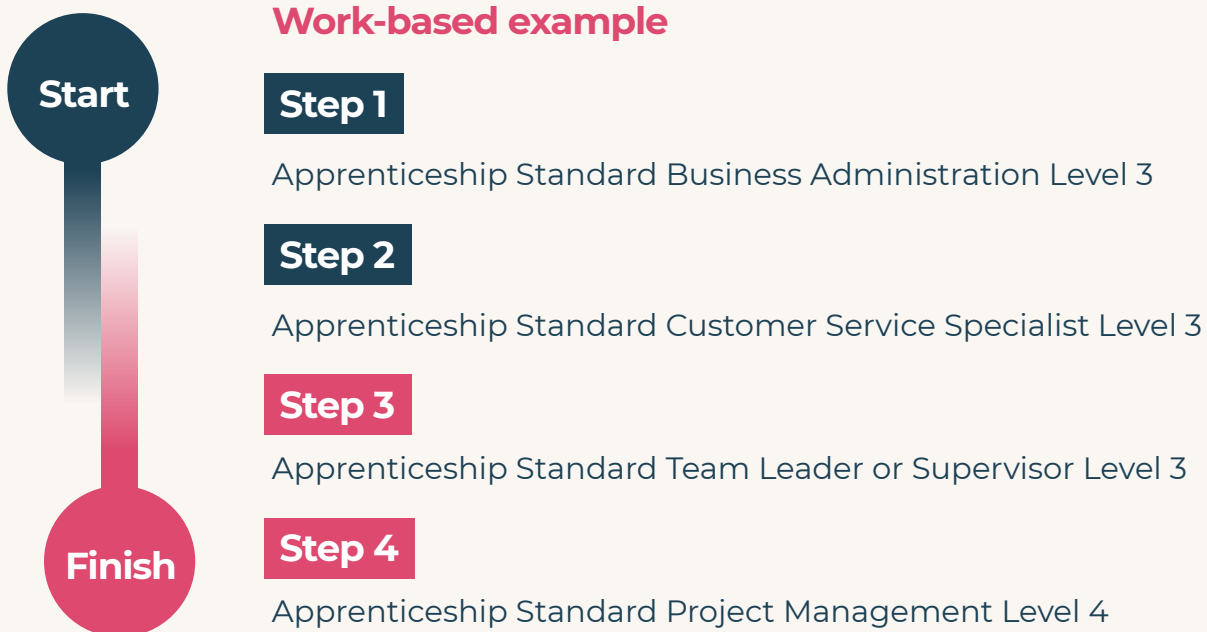 Work-based example
Start
Step 1
Apprenticeship Standard Business Administration Level 3
Step 2
Apprenticeship Standard Customer Service Specialist Level 3
Step 3
Apprenticeship Standard Team Leader or Supervisor Level 3
Step 4
Finish
Apprenticeship Standard Project Management Level 4